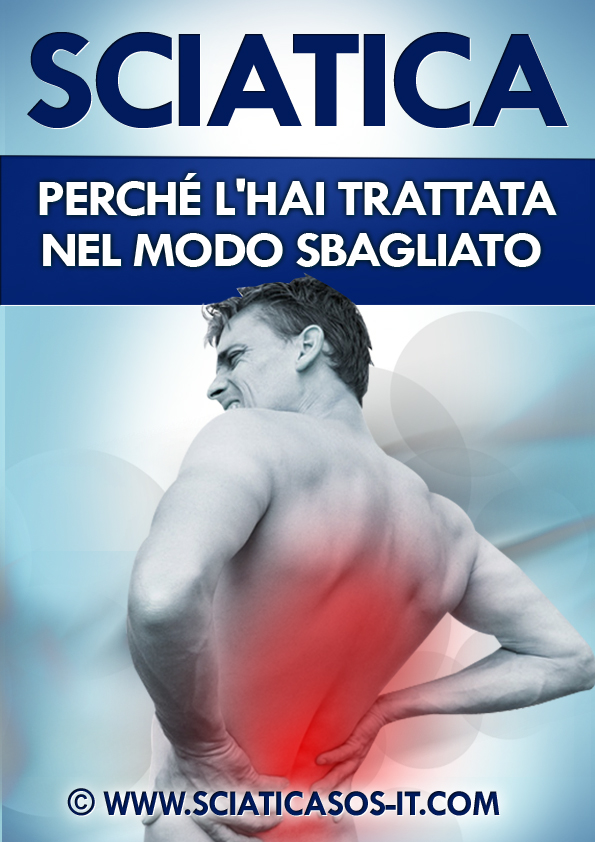 SCIATICA
PERCHÉ L'HAI TRATTATA
NEL MODO SBAGLIATO
© WWW.SCIATICASOS-IT.COM